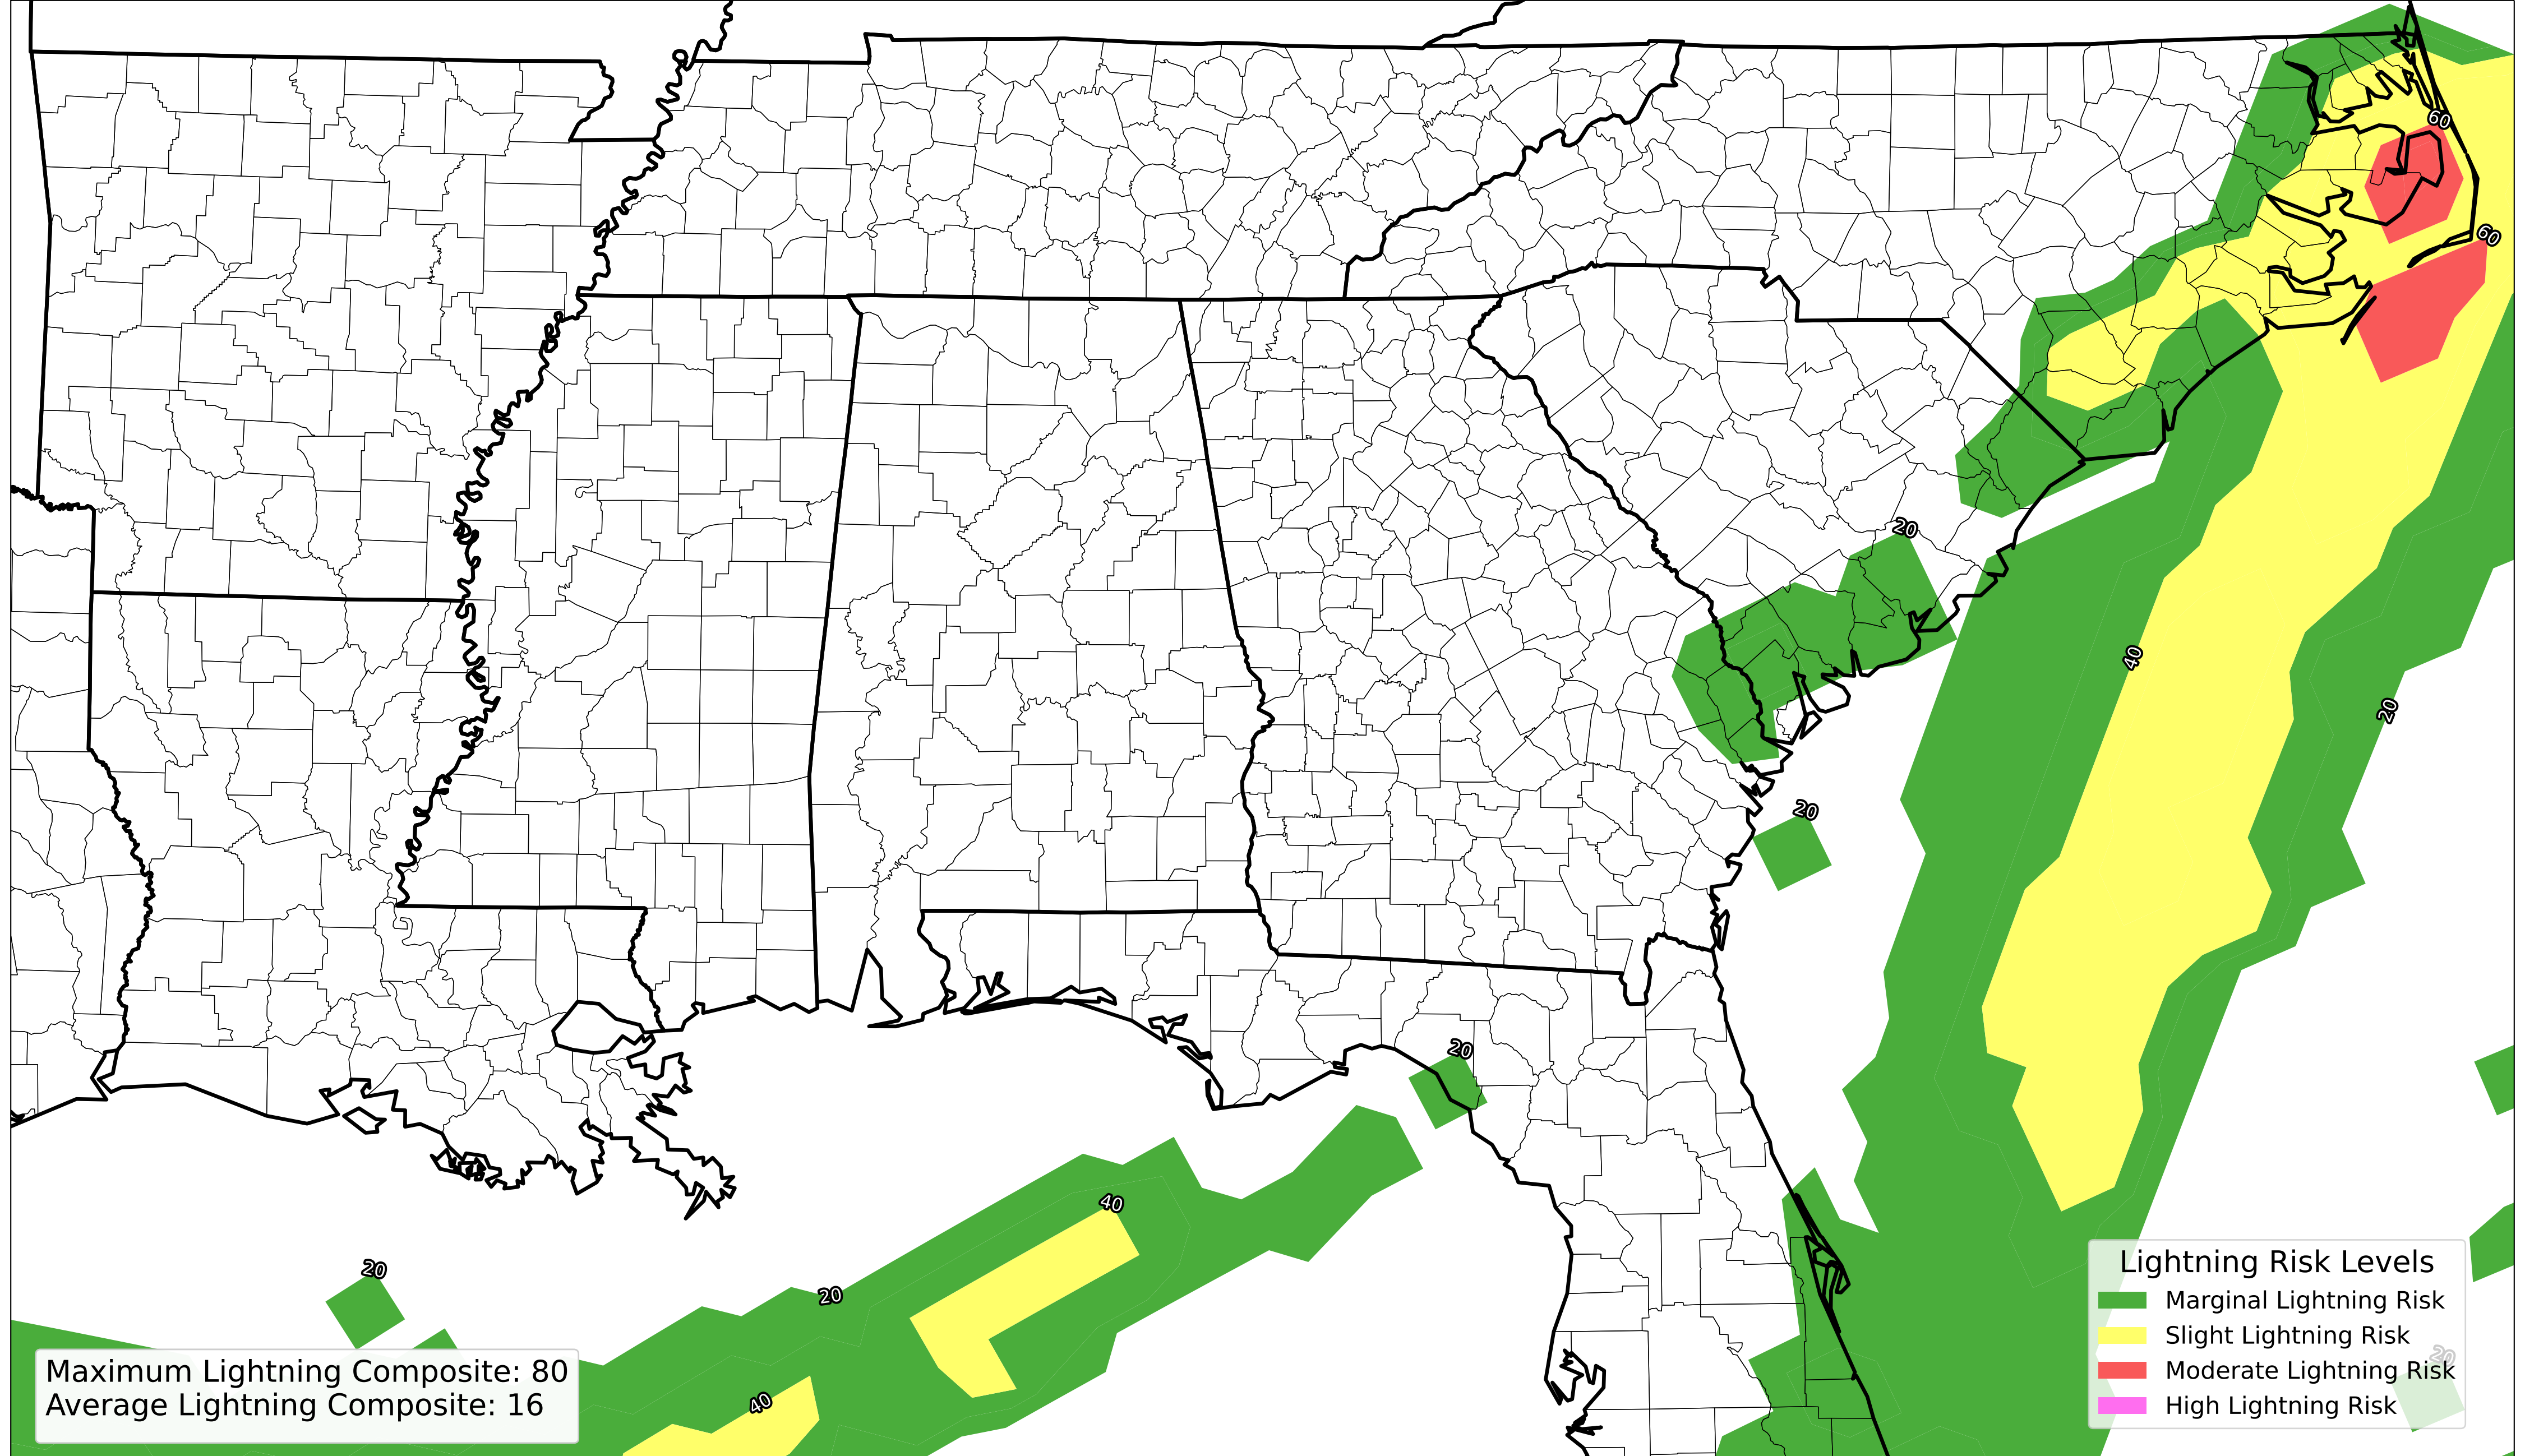 60
60
20
40
20
20
20
40
20
20
40
Lightning Risk Levels
Marginal Lightning Risk
Slight Lightning Risk
20
Moderate Lightning Risk
High Lightning Risk
Maximum Lightning Composite: 80
Average Lightning Composite: 16